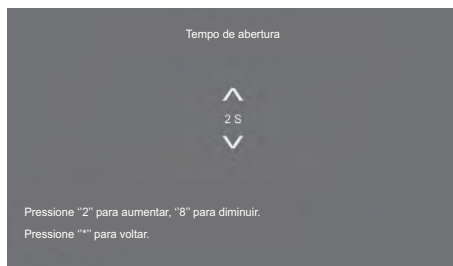 Tempo de abertura
2 S
Pressione “2” para aumentar, “8” para diminuir.
Pressione “*” para voltar.